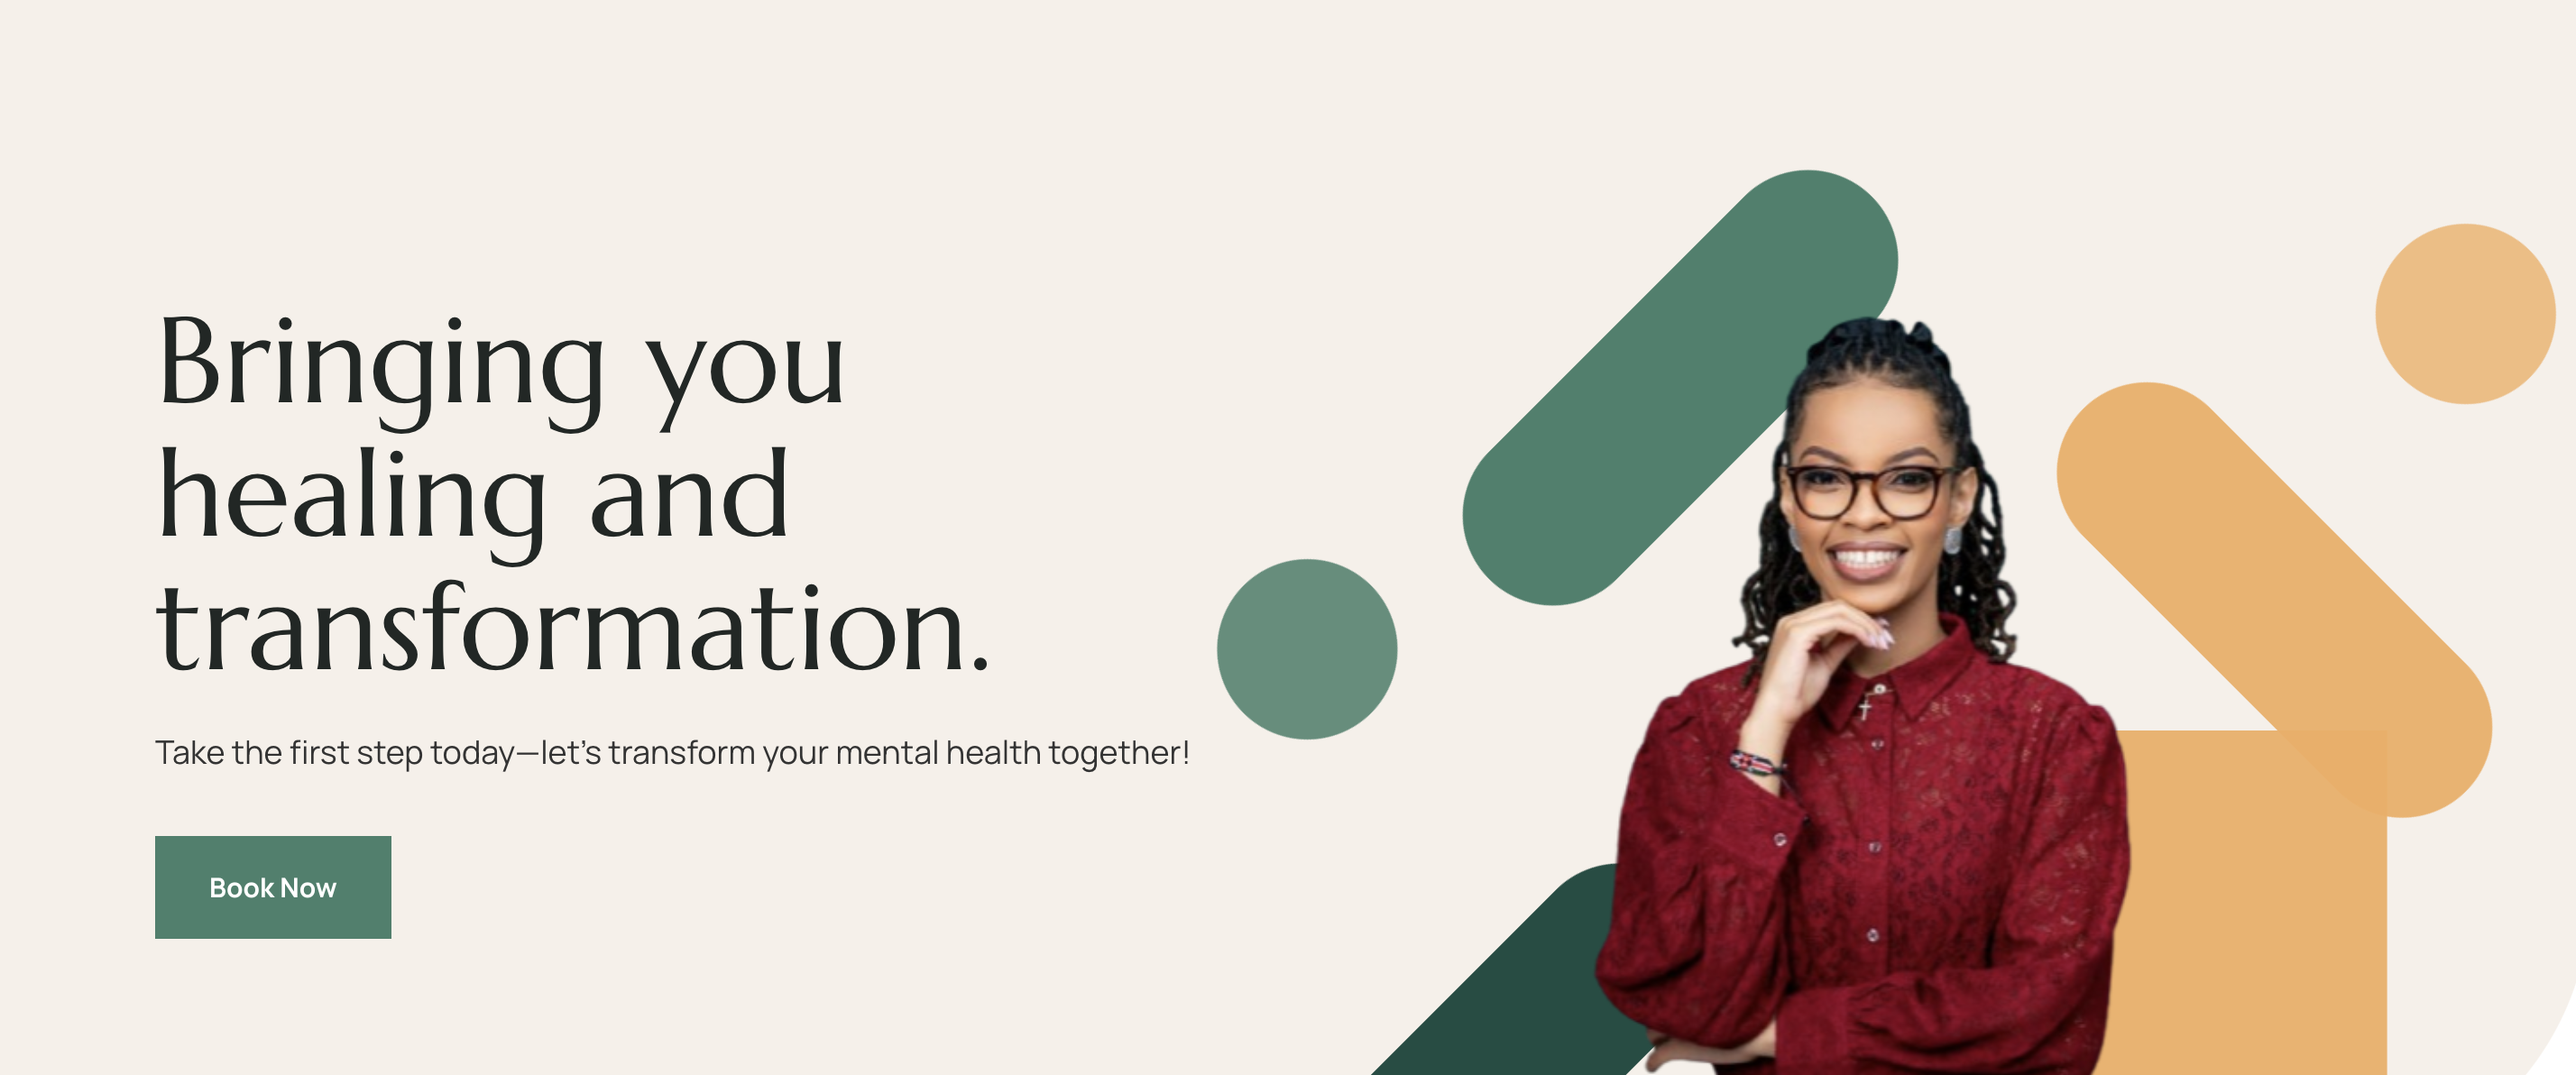 Bringing you
healing and
transformation.
Take the first step today—let’s transform your mental health together!
Book Now